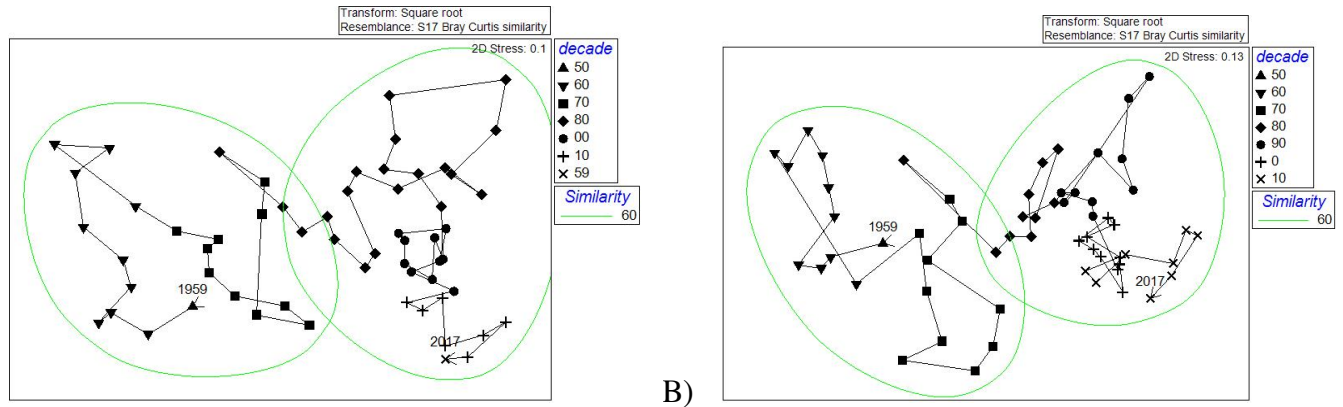 Transform: Square root
Resemblance: S17 Bray Curtis similarity
2D Stress: 0.1
decade
50
60
70
80
00
10
59
Similarity
60
1959
2017
B)
Transform: Square root
Resemblance: S17 Bray Curtis similarity
2D Stress: 0.13
decade
50
60
70
80
90
0
10
Similarity
60
1959
2017